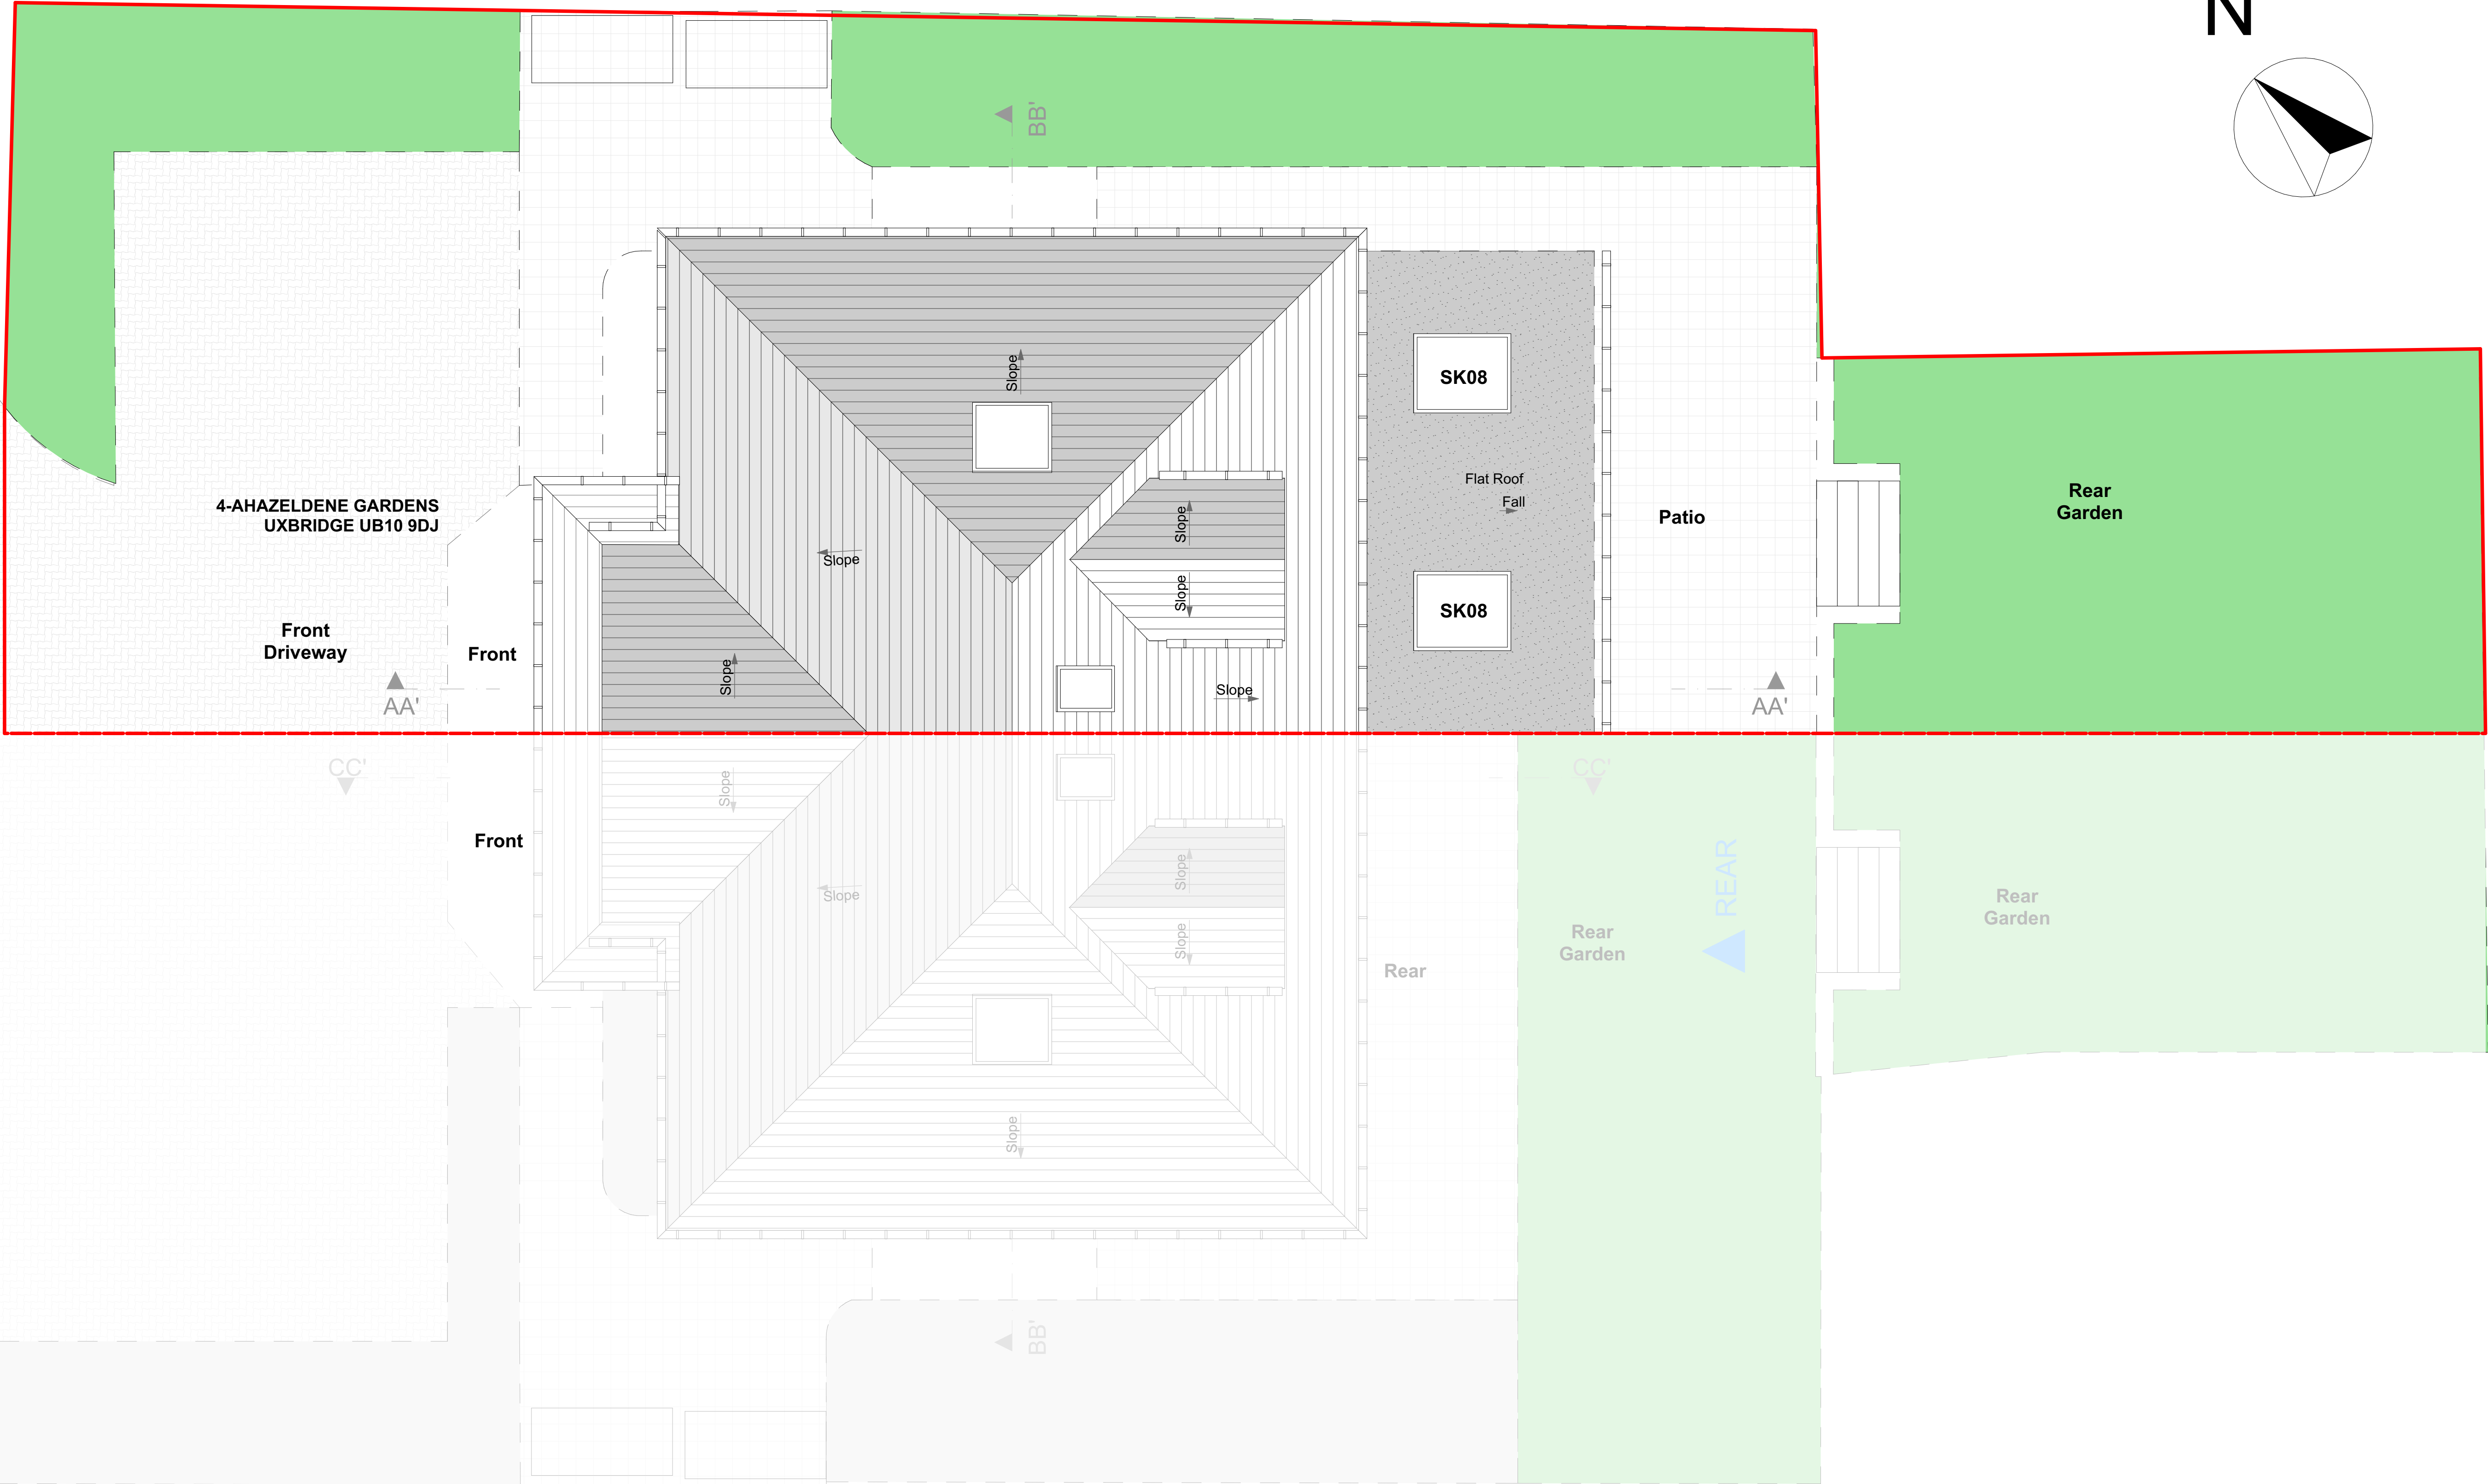 N
BB'
Slope
SK08
Flat Roof
Fall
4-AHAZELDENE GARDENS
UXBRIDGE UB10 9DJ
Slope
Slope
Patio
Rear
Garden
Slope
SK08
Front
Driveway
Front
Slope
Slope
AA'
AA'
CC'
CC'
Slope
Front
Slope
Slope
Slope
REAR
Rear
Garden
Rear
Garden
Rear
Slope
BB'